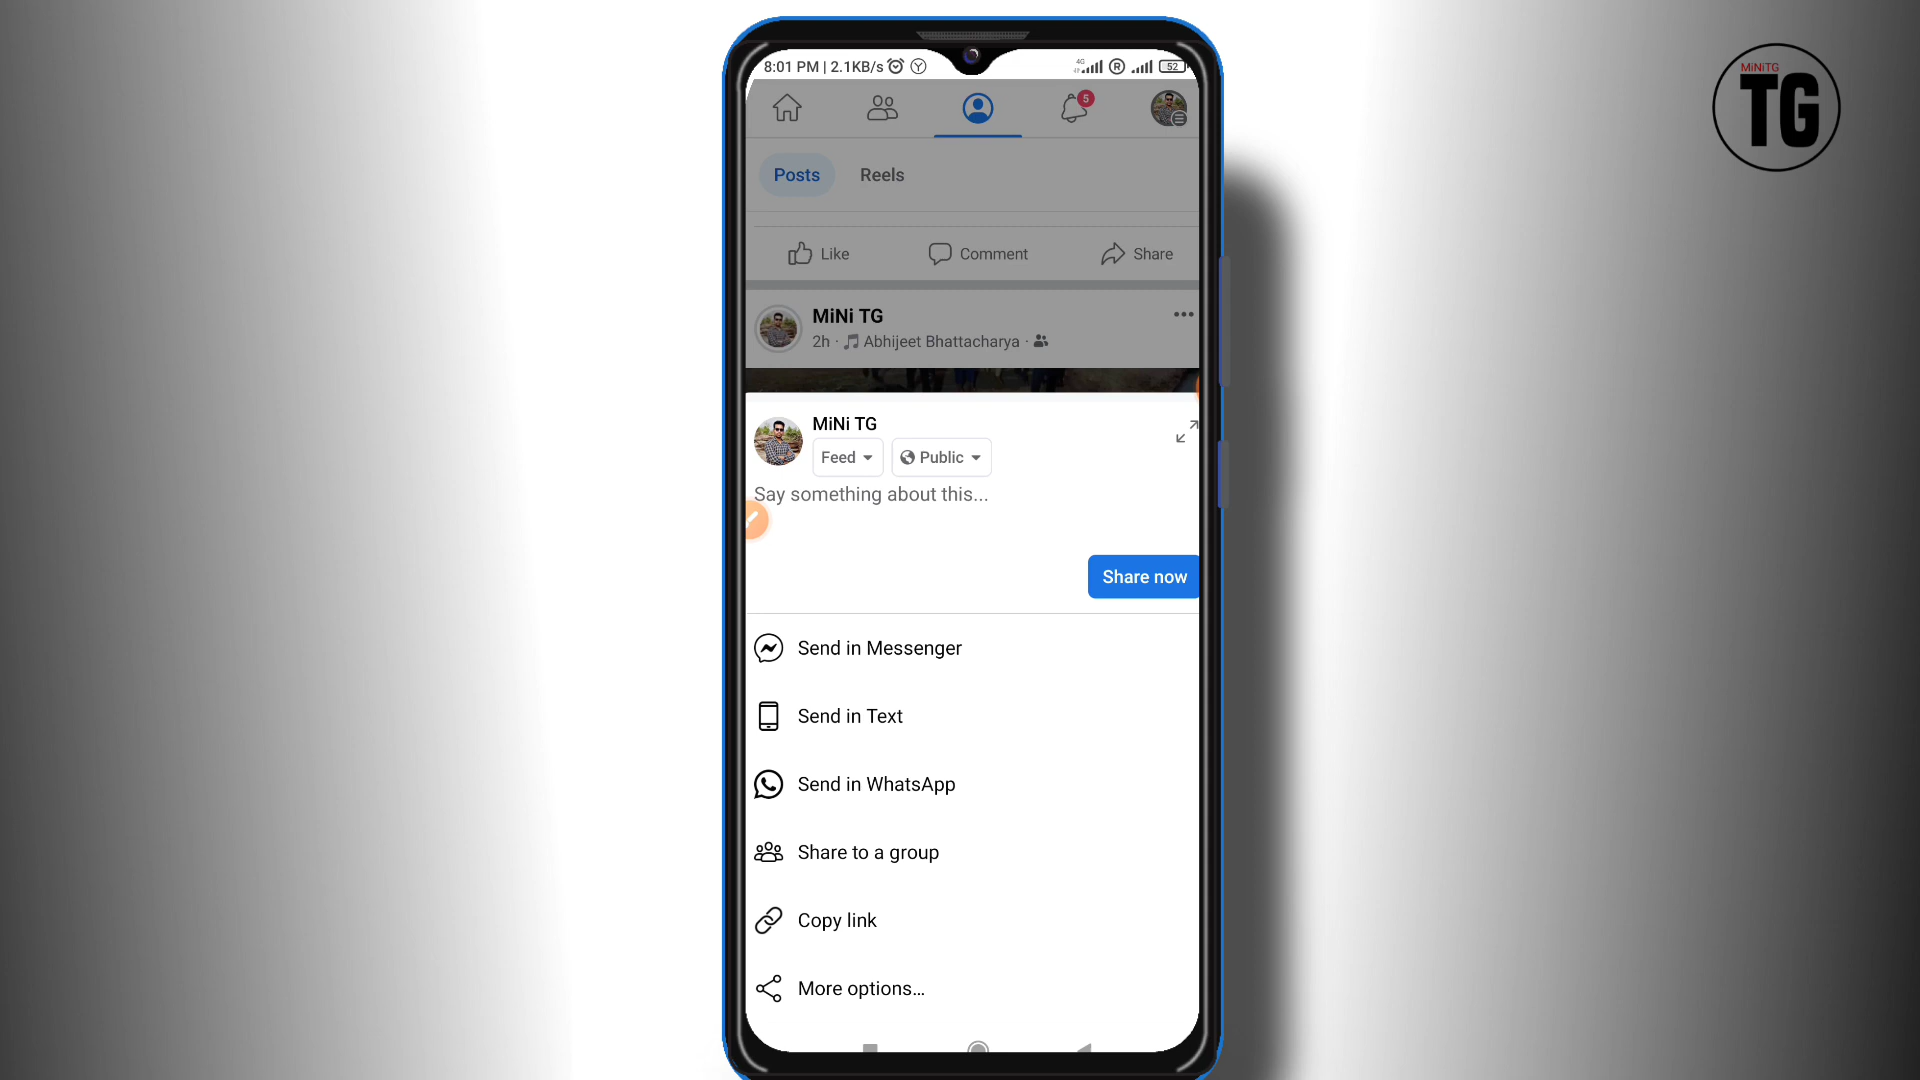 MiNiTG
TG
8:01 PM | 2.1KB/s
4G
R
52
5
Posts
Reels
Like
Comment
Share
MiNi TG
2h · Abhijeet Bhattacharya ·
MiNi TG
Feed
Public
Say something about this...
Share now
Send in Messenger
Send in Text
Send in WhatsApp
Share to a group
Copy link
More options...